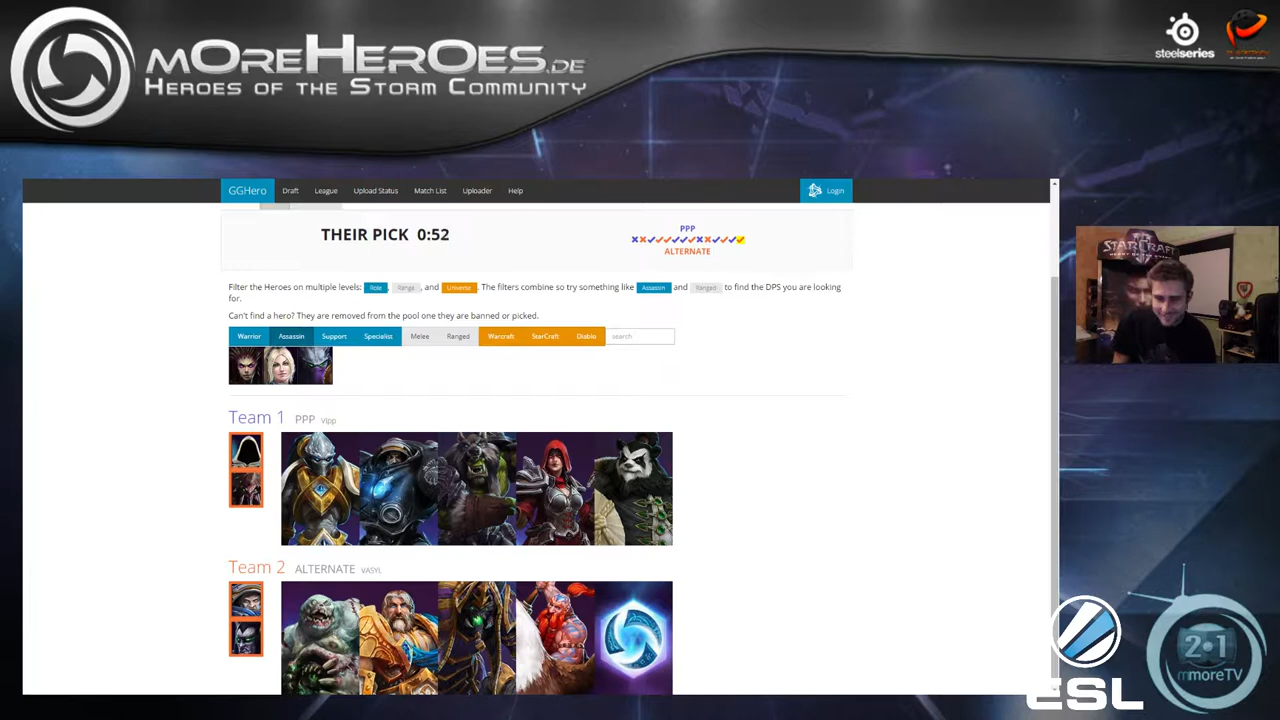 mOreHerOes.DE
Heroes of the Storm Community
steelseries
GGHero Draft League Upload Status Match List Uploader Help Login
THEIR PICK 0:52
PPP
ALTERNATE
Filter the Heroes on multiple levels: Role, Range, and Universe. The filters combine so try something like Assassin and Ranged to find the DPS you are looking
for.
Can't find a hero? They are removed from the pool one they are banned or picked.
Warrior Assassin Support Specialist Melee Ranged Warcraft StarCraft Diablo search
STARCRAFT
Team 1 PPP Vipp
Team 2 ALTERNATE VASYL
ESL
2•1
mmoreTV